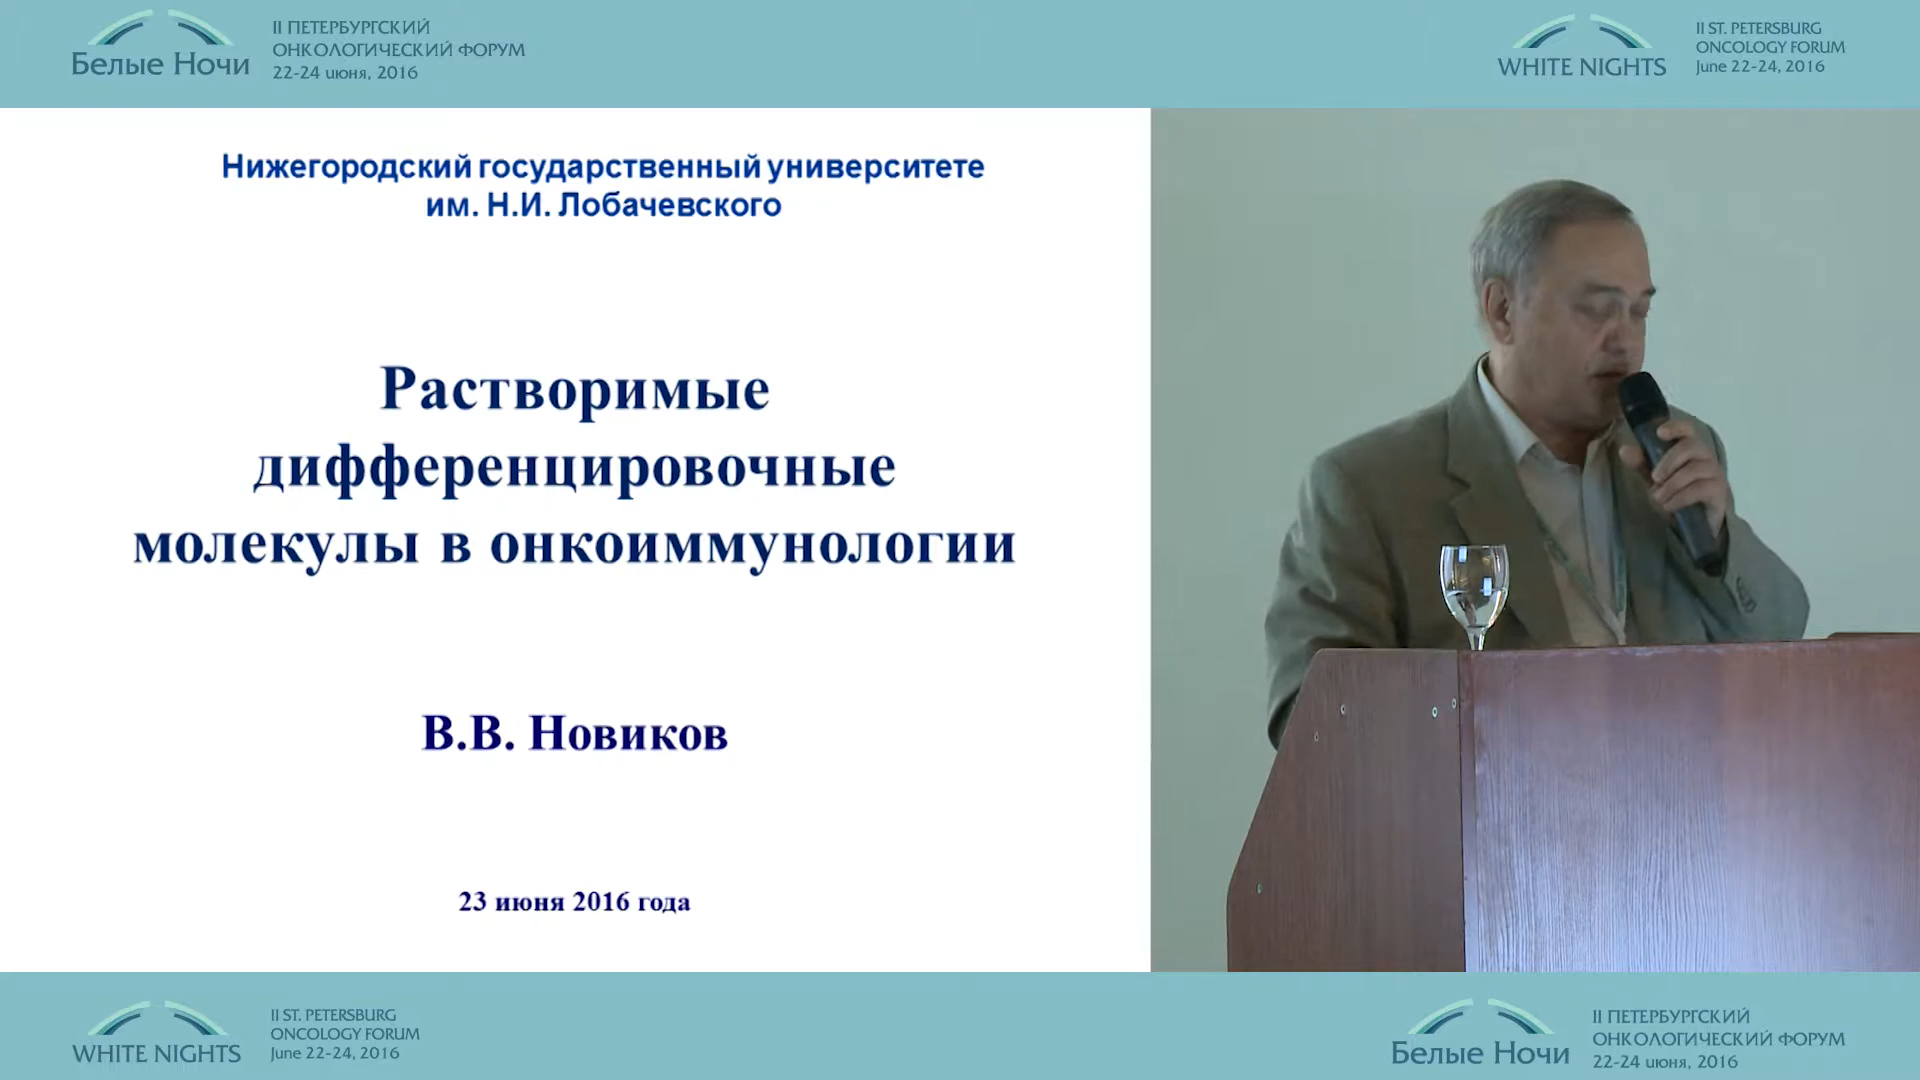 Белые Ночи
II ПЕТЕРБУРГСКИЙ
ОНКОЛОГИЧЕСКИЙ ФОРУМ
22-24 июня, 2016
WHITE NIGHTS
II ST. PETERSBURG
ONCOLOGY FORUM
June 22-24, 2016
Нижегородский государственный университете
им. Н.И. Лобачевского
Растворимые
дифференцировочные
молекулы в онкоиммунологии
В.В. Новиков
23 июня 2016 года
WHITE NIGHTS
II ST. PETERSBURG
ONCOLOGY FORUM
June 22-24, 2016
Белые Ночи
II ПЕТЕРБУРГСКИЙ
ОНКОЛОГИЧЕСКИЙ ФОРУМ
22-24 июня, 2016